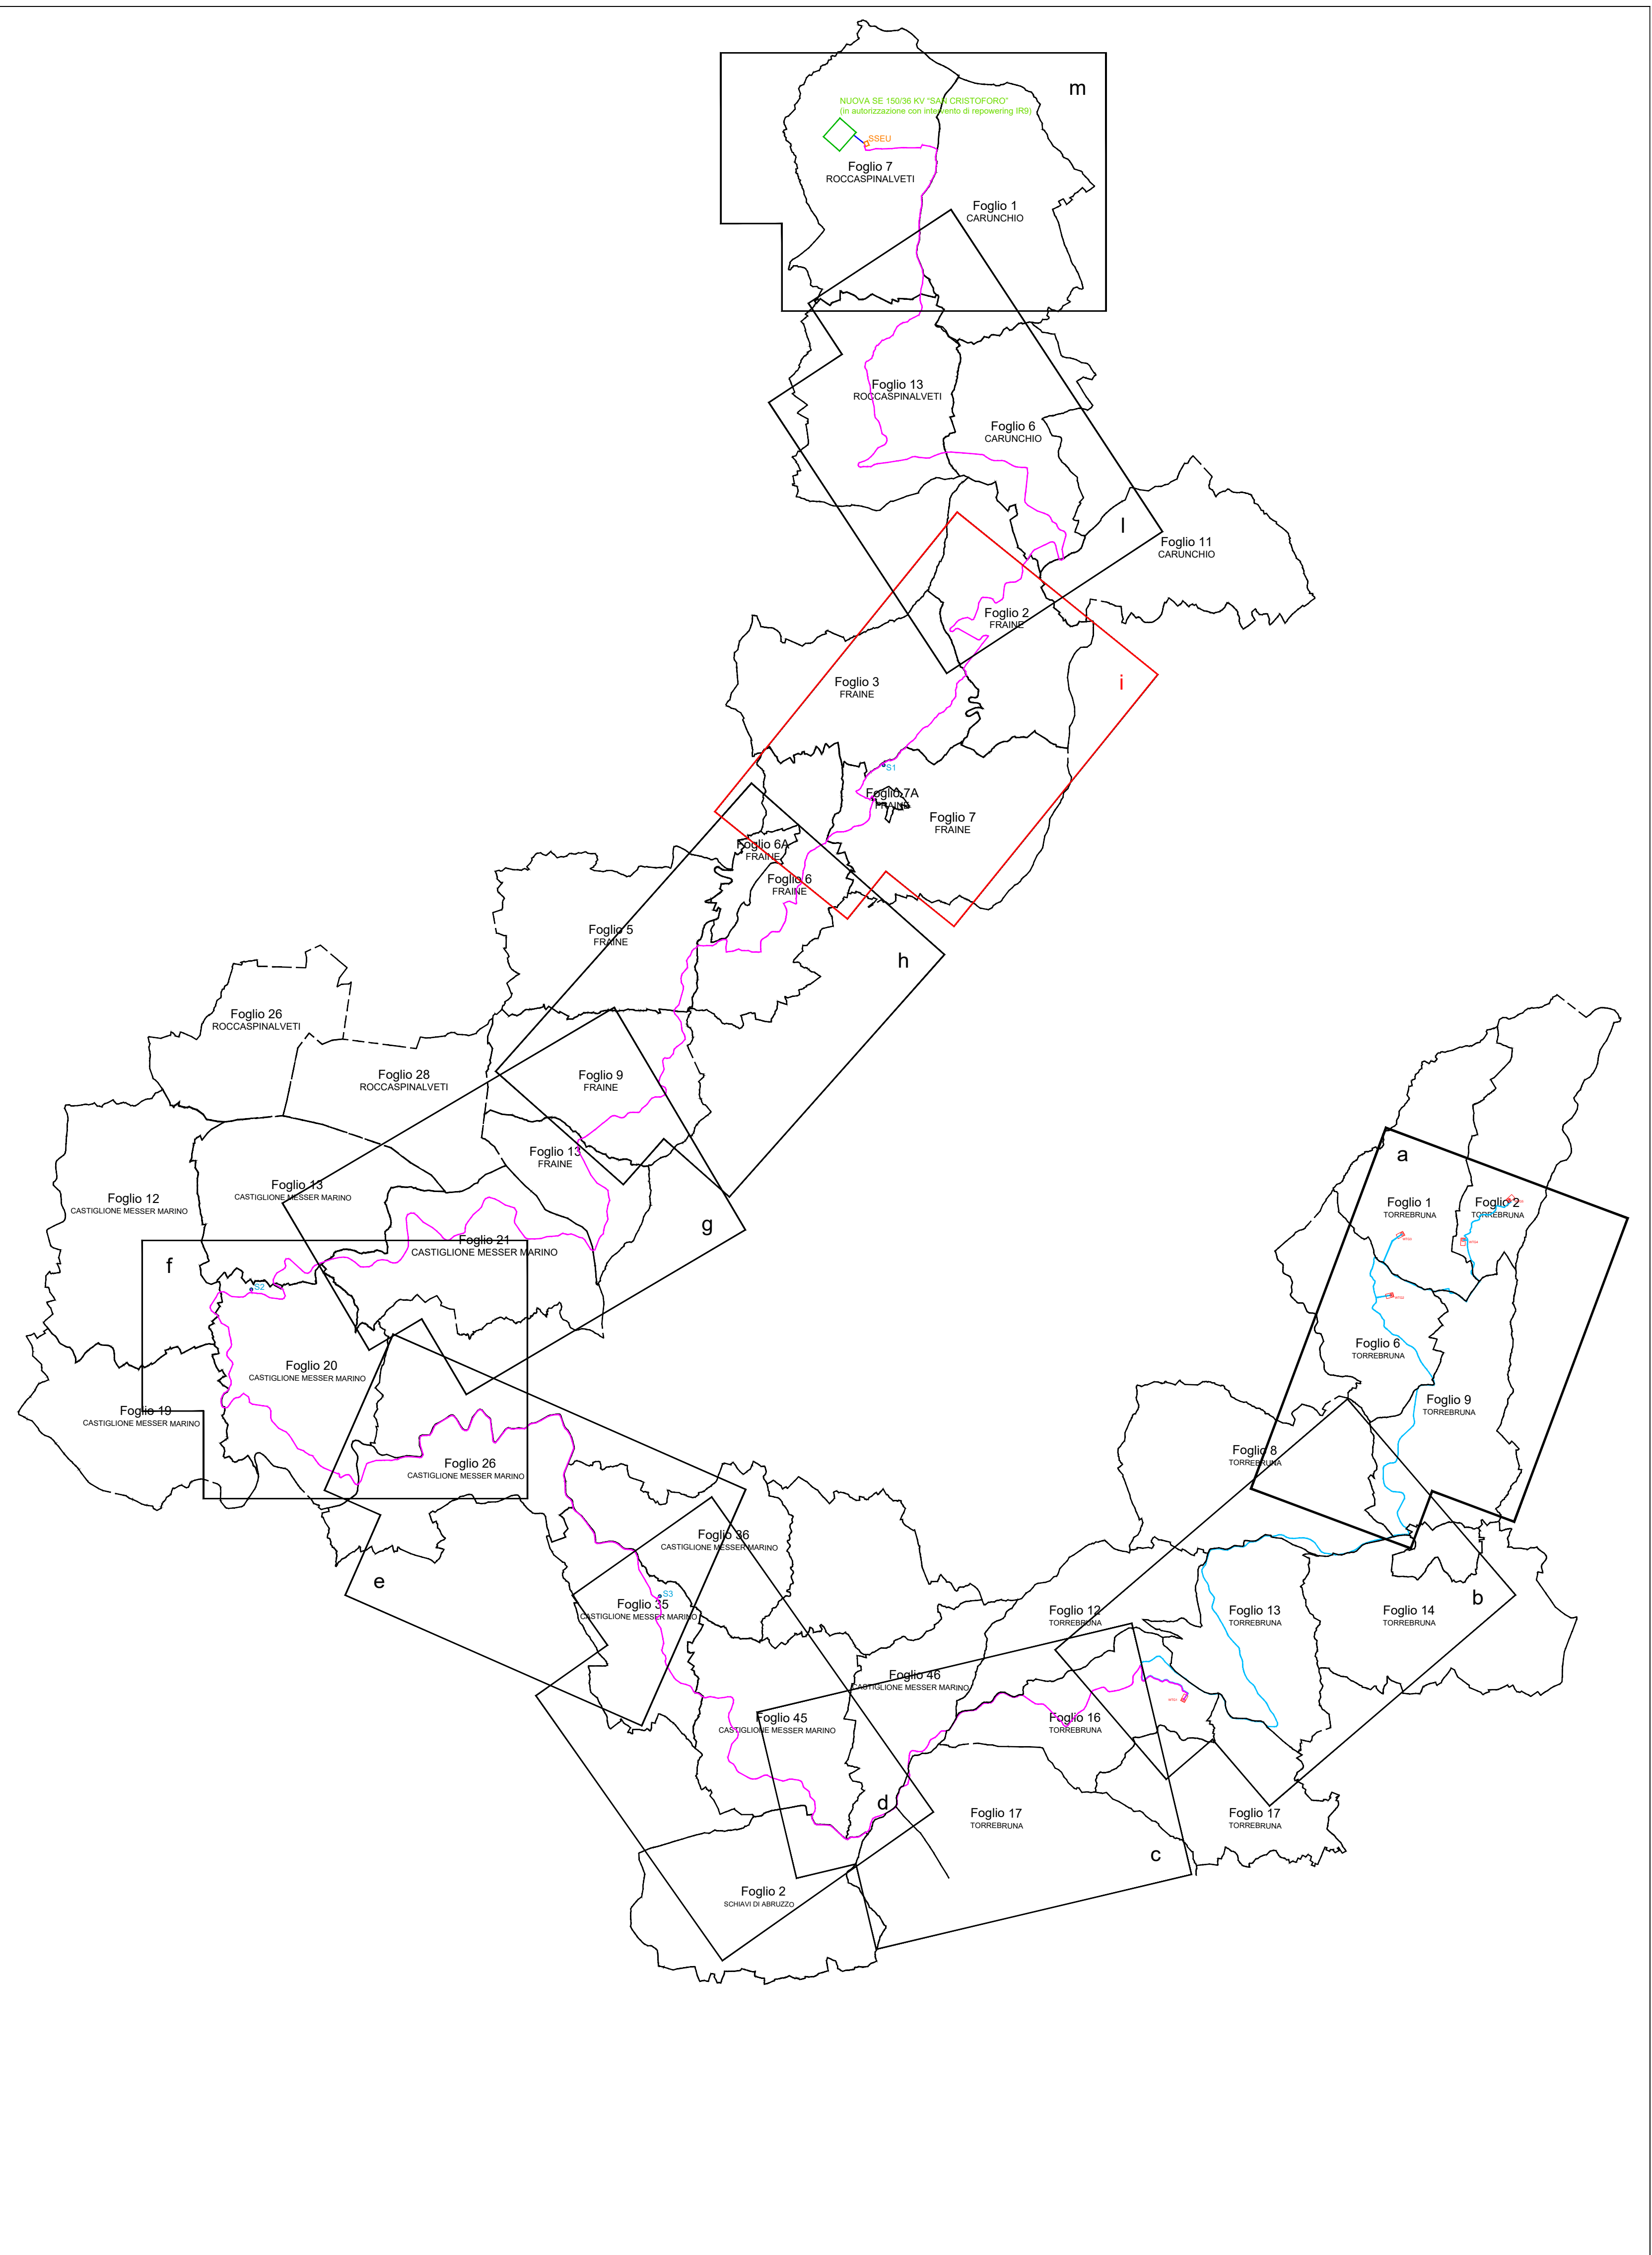 m
NUOVA SE 150/36 KV "SAN CRISTOFORO"
(in autorizzazione con intervento di repowering IR9)
SSEU
Foglio 7
ROCCASPINALVETI
Foglio 1
CARUNCHIO
Foglio 13
ROCCASPINALVETI
Foglio 6
CARUNCHIO
l
Foglio 11
CARUNCHIO
Foglio 2
FRAINE
Foglio 3
FRAINE
i
S1
Foglio 7A
FRAINE
Foglio 7
FRAINE
Foglio 6A
FRAINE
Foglio 6
FRAINE
Foglio 5
FRAINE
h
Foglio 26
ROCCASPINALVETI
Foglio 28
ROCCASPINALVETI
Foglio 9
FRAINE
Foglio 13
FRAINE
a
Foglio 12
CASTIGLIONE MESSER MARINO
Foglio 13
CASTIGLIONE MESSER MARINO
Foglio 1
TORREBRUNA
Foglio 2
TORREBRUNA
g
Foglio 21
CASTIGLIONE MESSER MARINO
f
S2
Foglio 6
TORREBRUNA
Foglio 20
CASTIGLIONE MESSER MARINO
Foglio 9
TORREBRUNA
Foglio 19
CASTIGLIONE MESSER MARINO
Foglio 8
TORREBRUNA
Foglio 26
CASTIGLIONE MESSER MARINO
Foglio 36
CASTIGLIONE MESSER MARINO
e
S3
Foglio 35
CASTIGLIONE MESSER MARINO
b
Foglio 12
TORREBRUNA
Foglio 13
TORREBRUNA
Foglio 14
TORREBRUNA
Foglio 46
CASTIGLIONE MESSER MARINO
Foglio 45
CASTIGLIONE MESSER MARINO
Foglio 16
TORREBRUNA
d
Foglio 17
TORREBRUNA
Foglio 17
TORREBRUNA
c
Foglio 2
SCHIAVI DI ABRUZZO